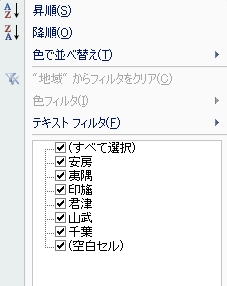 昇順(S)
降順(O)
色で並べ替え(T)
"地域" からフィルタをクリア(C)
色フィルタ(I)
テキスト フィルタ(F)
(すべて選択)
安房
夷隅
印旛
君津
山武
千葉
(空白セル)